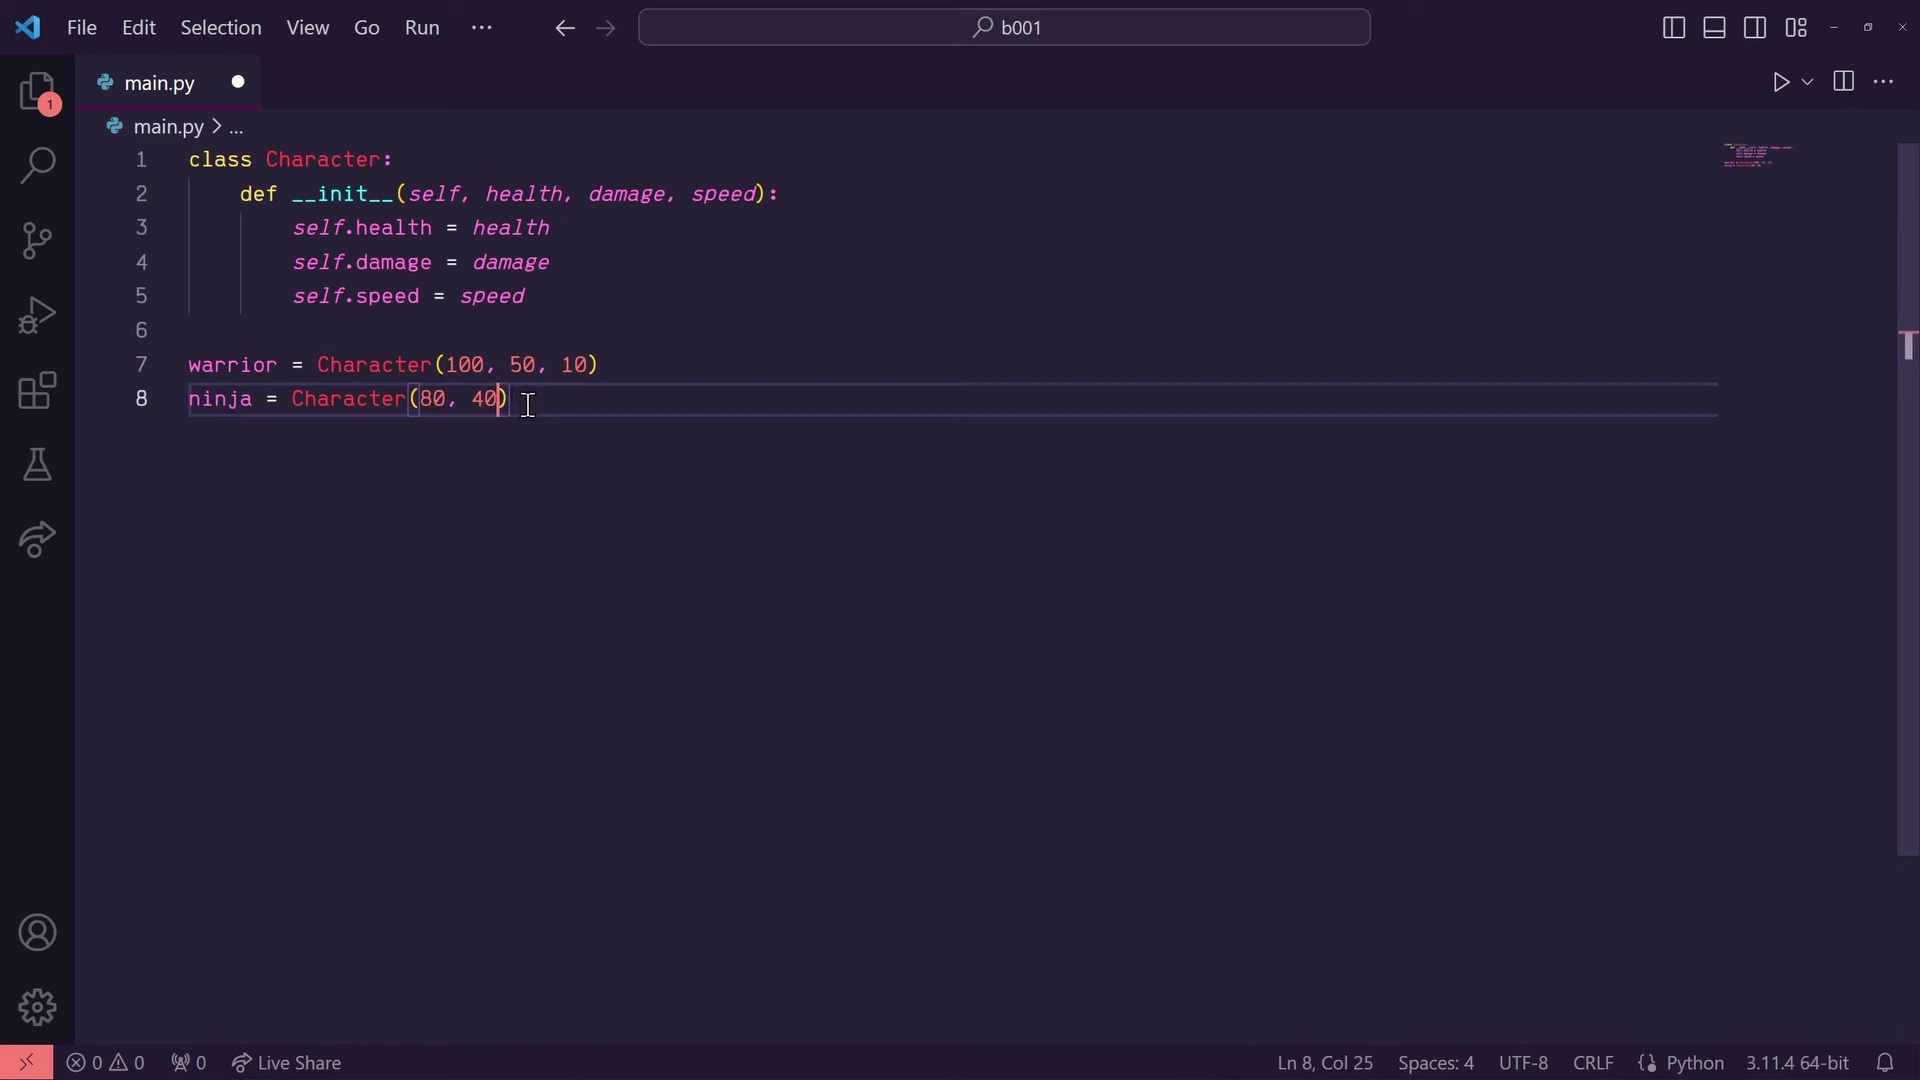 File Edit Selection View Go Run ··· b001
1
main.py
main.py > ...
1 class Character:
2 def __init__(self, health, damage, speed):
3 self.health = health
4 self.damage = damage
5 self.speed = speed
6
7 warrior = Character(100, 50, 10)
8 ninja = Character(80, 40)
0 0 0 Live Share Ln 8, Col 25 Spaces: 4 UTF-8 CRLF {} Python 3.11.4 64-bit